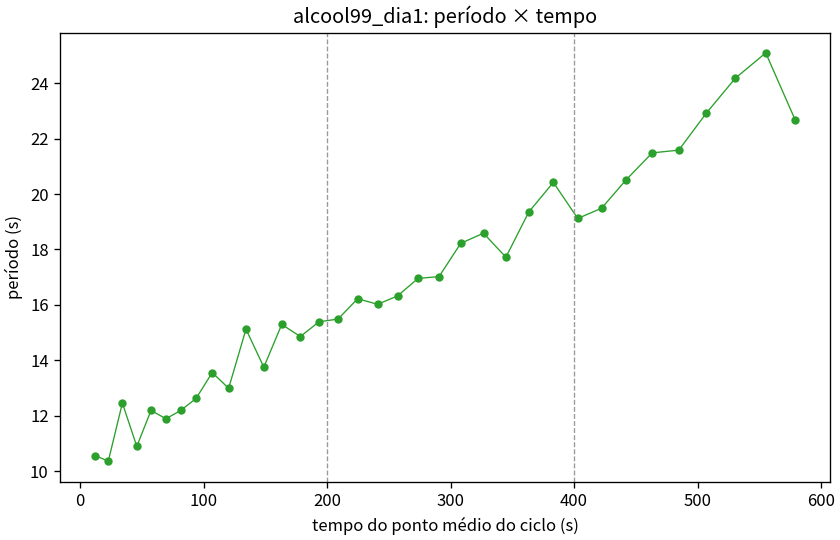 alcool99_dia1: período × tempo
período (s)
24
22
20
18
16
14
12
10
0 100 200 300 400 500 600
tempo do ponto médio do ciclo (s)